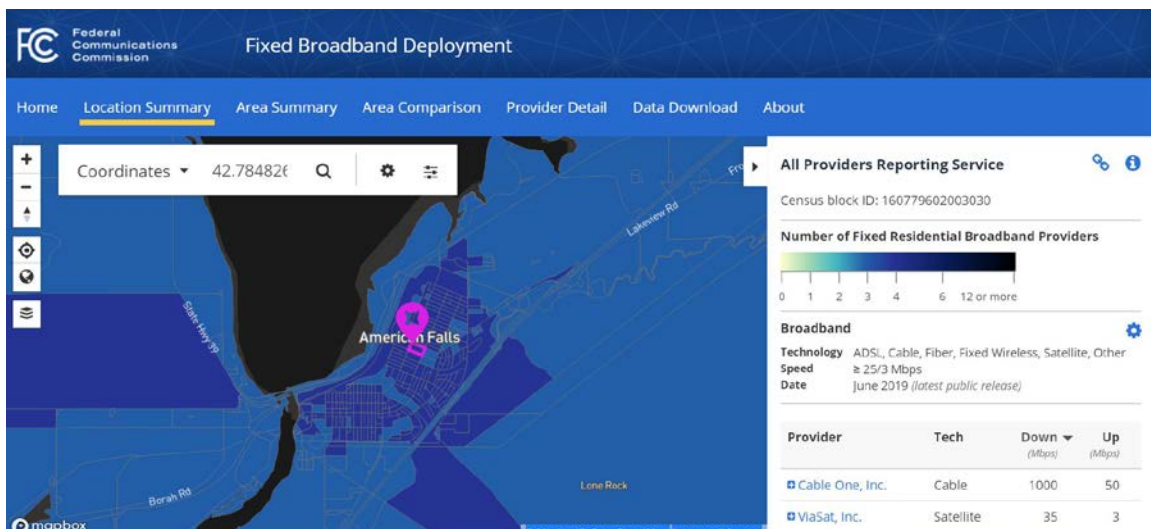 FC
Federal
Communications
Commission
Fixed Broadband Deployment
Home Location Summary Area Summary Area Comparison Provider Detail Data Download About
Coordinates 42.784826
All Providers Reporting Service
Census block ID: 160779602003030
Number of Fixed Residential Broadband Providers
0 1 2 3 4 6 12 or more
Broadband
Technology ADSL, Cable, Fiber, Fixed Wireless, Satellite, Other
Speed ≥ 25/3 Mbps
Date June 2019 (latest public release)
Provider Tech Down Up
(Mbps) (Mbps)
Cable One, Inc. Cable 1000 50
ViaSat, Inc. Satellite 35 3
Lakeview Rd
State Hwy 39
American Falls
Lone Rock
Borah Rd
mapbox